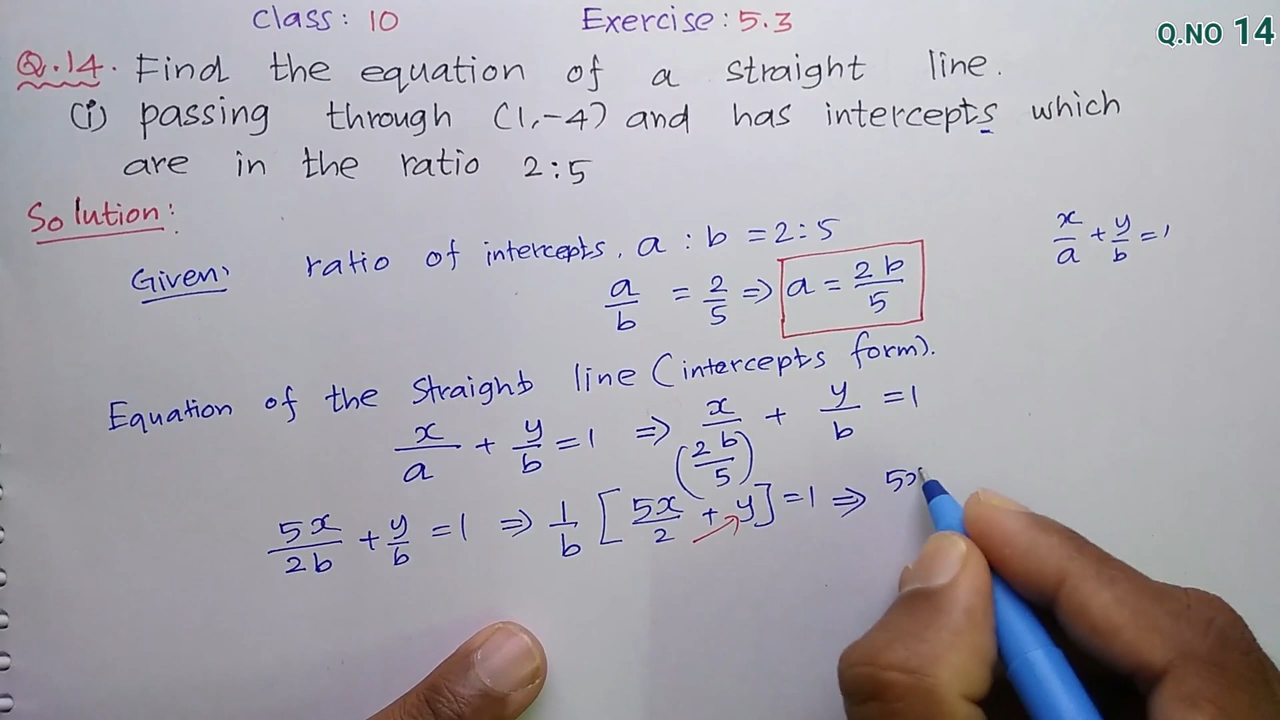 Class: 10 Exercise: 5.3
Q.NO 14
Q.14. Find the equation of a straight line.
(i) passing through (1,-4) and has intercepts which
are in the ratio 2:5
Solution:
Given: ratio of intercepts, a : b = 2:5
x/a + y/b = 1
a/b = 2/5 ⇒ a = 2b/5
Equation of the Straight line (intercepts form).
x/a + y/b = 1 ⇒ x/(2b/5) + y/b = 1
5x/2b + y/b = 1 ⇒ 1/b [5x/2 + y] = 1 ⇒ 5x